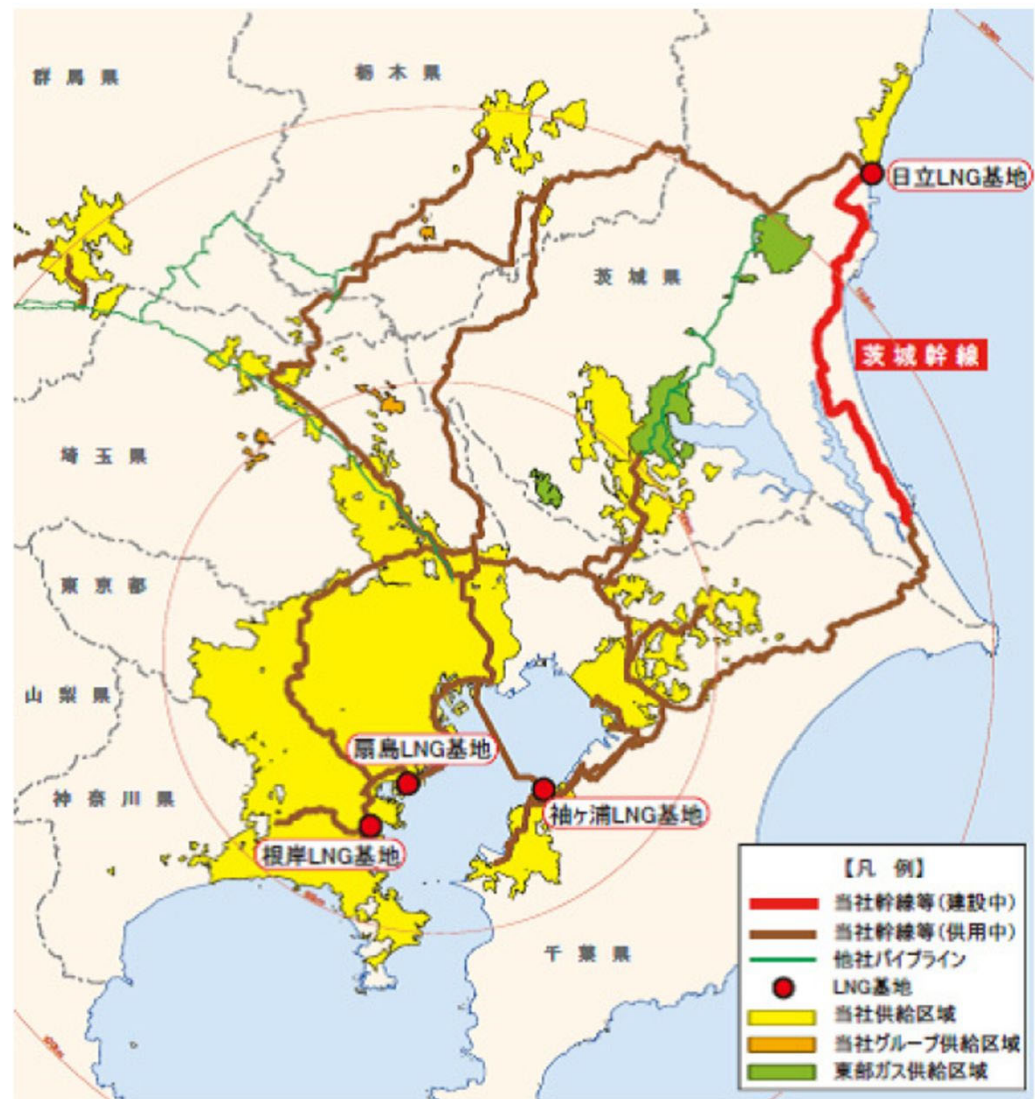 群馬県
栃木県
日立LNG基地
茨城県
茨城幹線
埼玉県
東京都
山梨県
扇島LNG基地
神奈川県
袖ヶ浦LNG基地
根岸LNG基地
千葉県
【凡 例】
当社幹線等(建設中)
当社幹線等(供用中)
他社パイプライン
LNG基地
当社供給区域
当社グループ供給区域
東部ガス供給区域